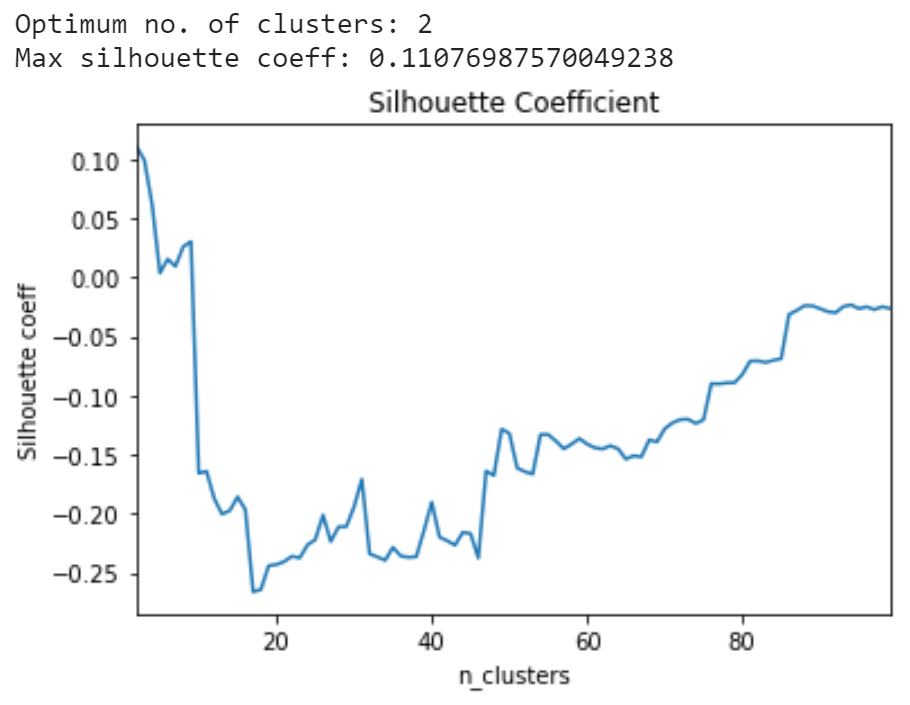 Optimum no. of clusters: 2
Max silhouette coeff: 0.11076987570049238
Silhouette Coefficient
0.10
0.05
0.00
−0.05
−0.10
−0.15
−0.20
−0.25
Silhouette coeff
20 40 60 80
n_clusters